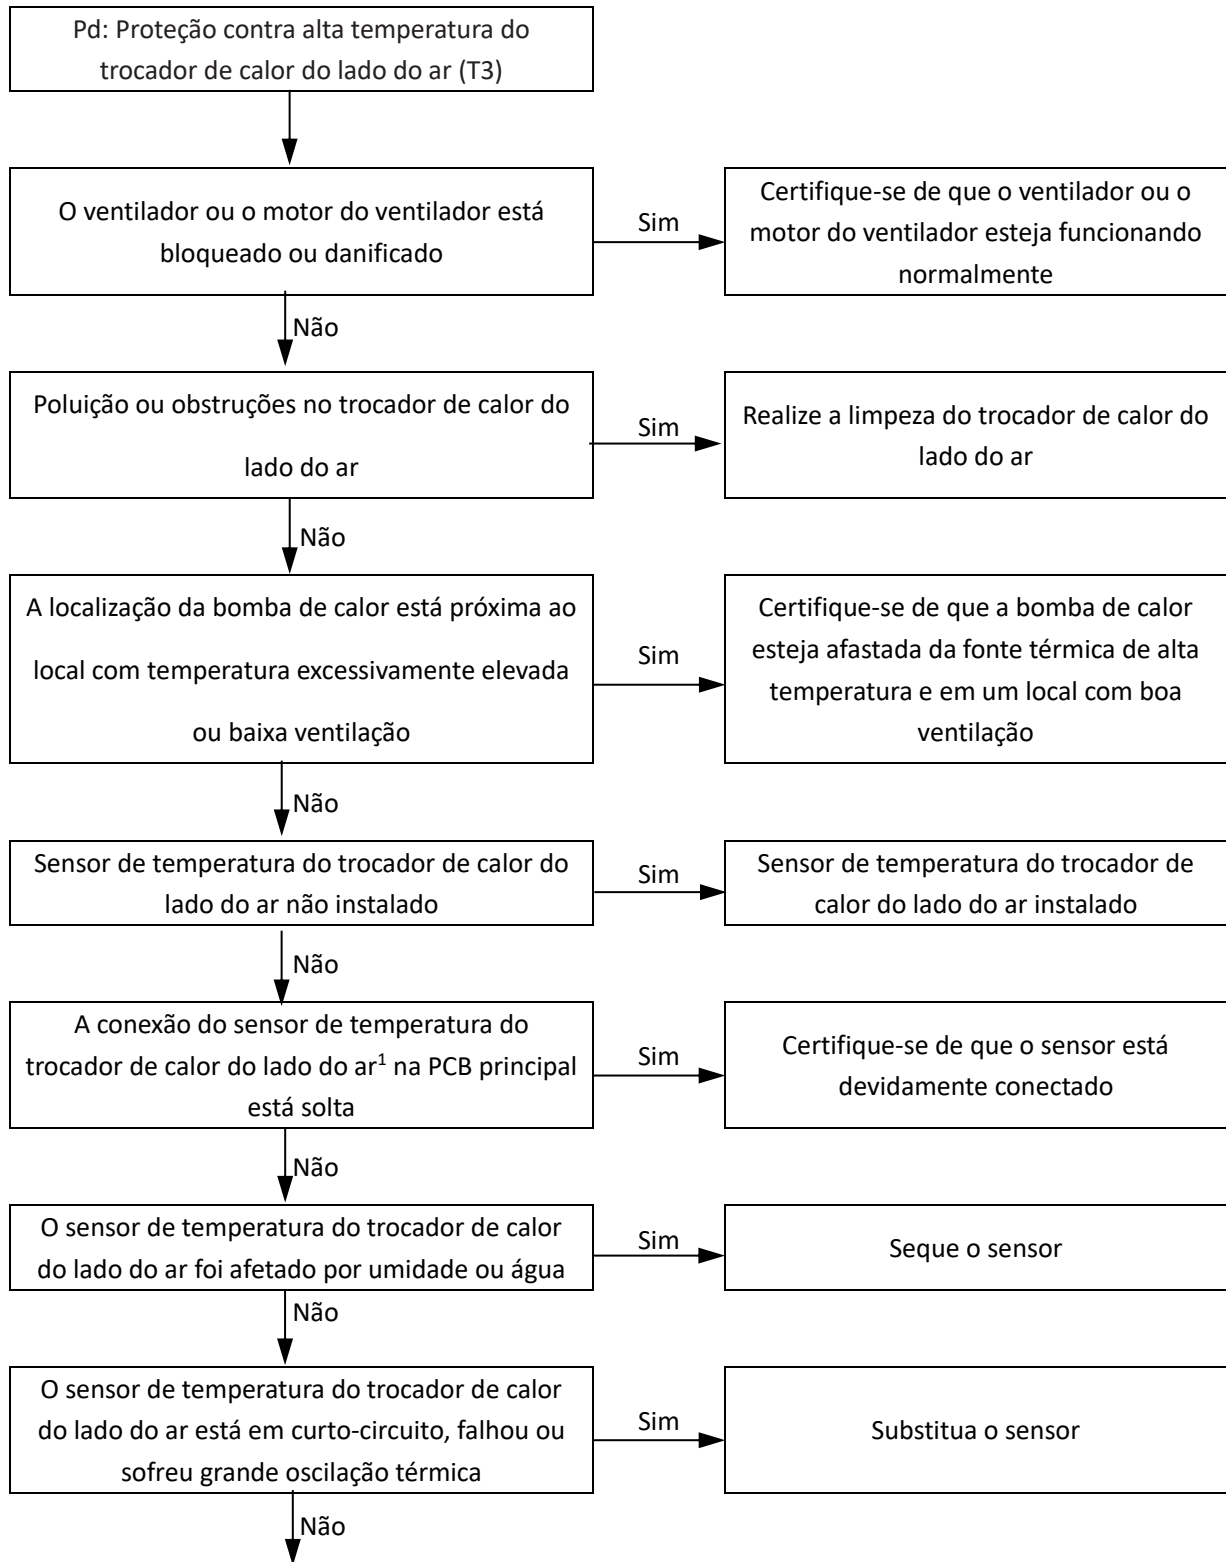 Pd: Proteção contra alta temperatura do
trocador de calor do lado do ar (T3)
O ventilador ou o motor do ventilador está
bloqueado ou danificado
Sim
Certifique-se de que o ventilador ou o
motor do ventilador esteja funcionando
normalmente
Não
Poluição ou obstruções no trocador de calor do
lado do ar
Sim
Realize a limpeza do trocador de calor do
lado do ar
Não
A localização da bomba de calor está próxima ao
local com temperatura excessivamente elevada
ou baixa ventilação
Sim
Certifique-se de que a bomba de calor
esteja afastada da fonte térmica de alta
temperatura e em um local com boa
ventilação
Não
Sensor de temperatura do trocador de calor do
lado do ar não instalado
Sim
Sensor de temperatura do trocador de
calor do lado do ar instalado
Não
A conexão do sensor de temperatura do
trocador de calor do lado do ar¹ na PCB principal
está solta
Sim
Certifique-se de que o sensor está
devidamente conectado
Não
O sensor de temperatura do trocador de calor
do lado do ar foi afetado por umidade ou água
Sim
Seque o sensor
Não
O sensor de temperatura do trocador de calor
do lado do ar está em curto-circuito, falhou ou
sofreu grande oscilação térmica
Sim
Substitua o sensor
Não